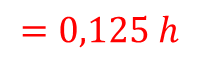 = 0,125 h